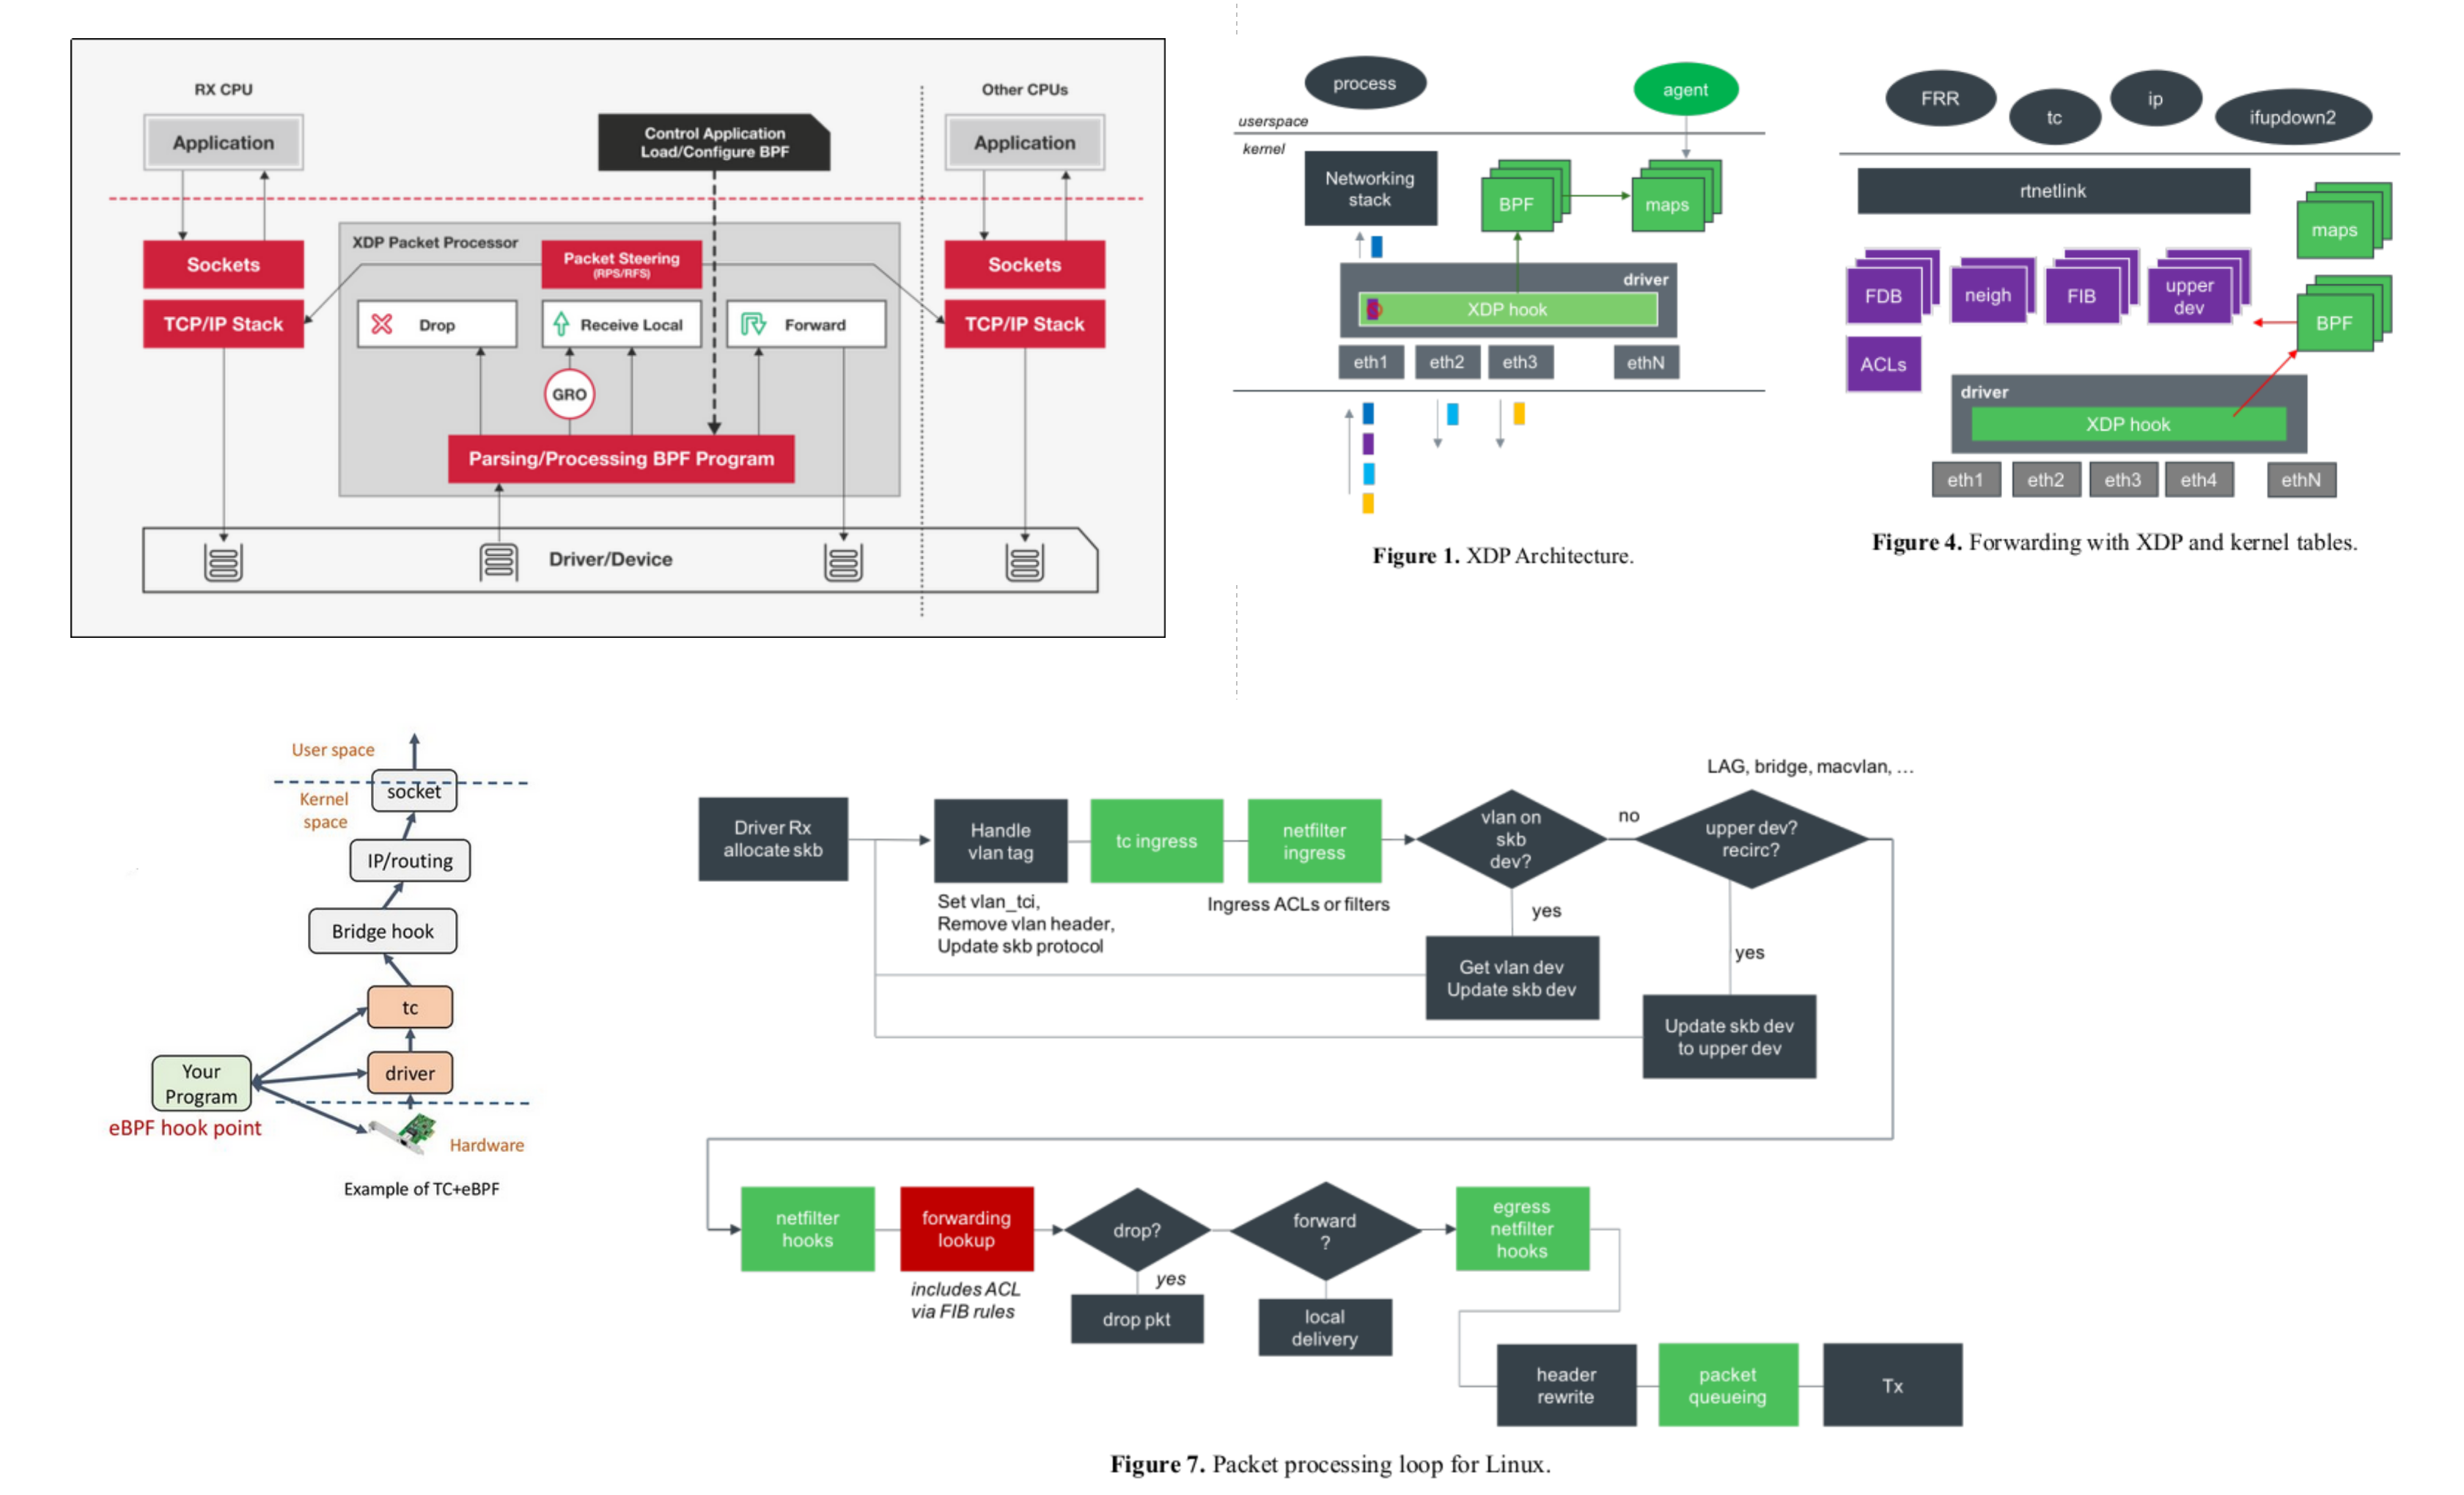 RX CPU
Other CPUs
Application
Control Application
Load/Configure BPF
Application
XDP Packet Processor
Sockets
Packet Steering
(RPS/RFS)
Sockets
TCP/IP Stack
Drop
Receive Local
Forward
TCP/IP Stack
GRO
Parsing/Processing BPF Program
Driver/Device
process
agent
userspace
kernel
Networking
stack
BPF
maps
driver
XDP hook
eth1
eth2
eth3
ethN
Figure 1. XDP Architecture.
FRR
tc
ip
ifupdown2
rtnetlink
maps
FDB
neigh
FIB
upper
dev
BPF
ACLs
driver
XDP hook
eth1
eth2
eth3
eth4
ethN
Figure 4. Forwarding with XDP and kernel tables.
User space
Kernel
space
socket
IP/routing
Bridge hook
tc
driver
Your
Program
eBPF hook point
Hardware
Example of TC+eBPF
LAG, bridge, macvlan, ...
Driver Rx
allocate skb
Handle
vlan tag
tc ingress
netfilter
ingress
vlan on
skb
dev?
no
upper dev?
recirc?
Set vlan_tci,
Remove vlan header,
Update skb protocol
Ingress ACLs or filters
yes
yes
Get vlan dev
Update skb dev
Update skb dev
to upper dev
netfilter
hooks
forwarding
lookup
drop?
forward
?
egress
netfilter
hooks
includes ACL
via FIB rules
yes
drop pkt
local
delivery
header
rewrite
packet
queueing
Tx
Figure 7. Packet processing loop for Linux.